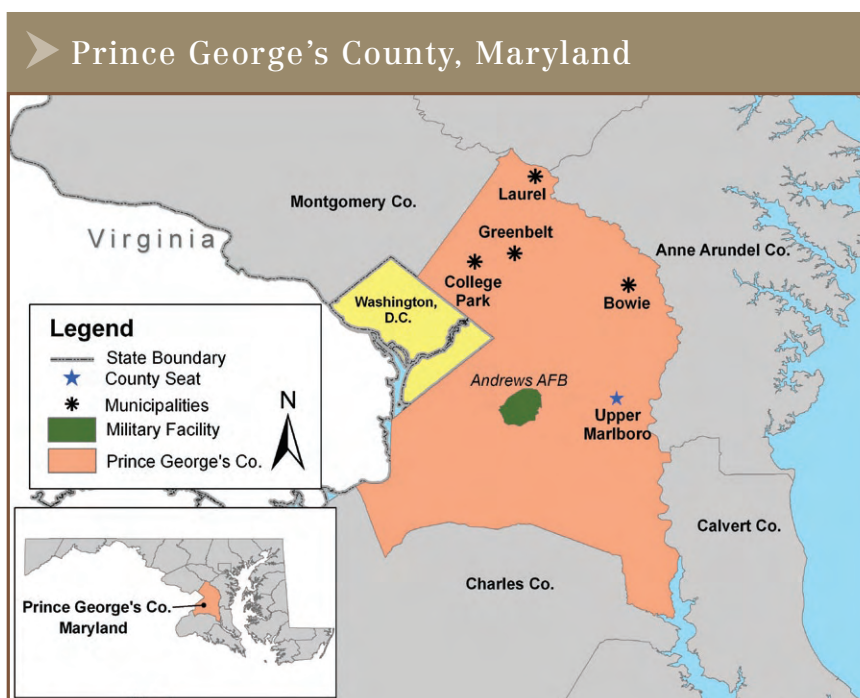 Prince George's County, Maryland
Montgomery Co.
Laurel
Virginia
Greenbelt
Anne Arundel Co.
College
Park
Bowie
Washington,
D.C.
Legend
State Boundary
County Seat
Municipalities
Military Facility
Prince George's Co.
N
Andrews AFB
Upper
Marlboro
Calvert Co.
Charles Co.
Prince George's Co.
Maryland